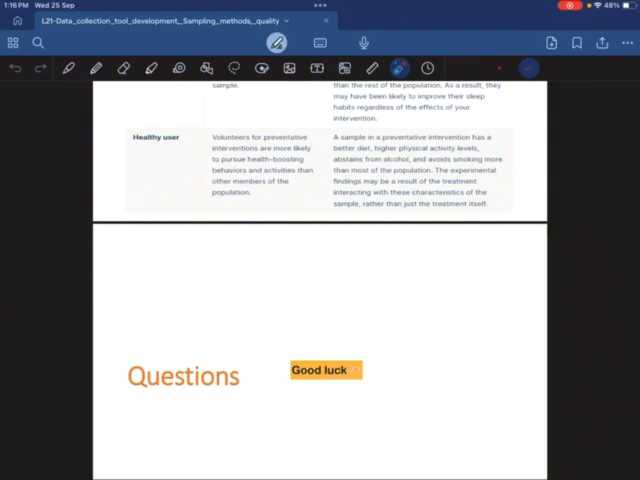 1:16 PM Wed 25 Sep
48%
L21-Data_collection_tool_development,_Sampling_methods,_quality
sample.
than the rest of the population. As a result, they
may have been likely to improve their sleep
habits regardless of the effects of your
intervention.
Healthy user
Volunteers for preventative
interventions are more likely
to pursue health-boosting
behaviors and activities than
other members of the
population.
A sample in a preventative intervention has a
better diet, higher physical activity levels,
abstains from alcohol, and avoids smoking more
than most of the population. The experimental
findings may be a result of the treatment
interacting with these characteristics of the
sample, rather than just the treatment itself.
Questions
Good luck